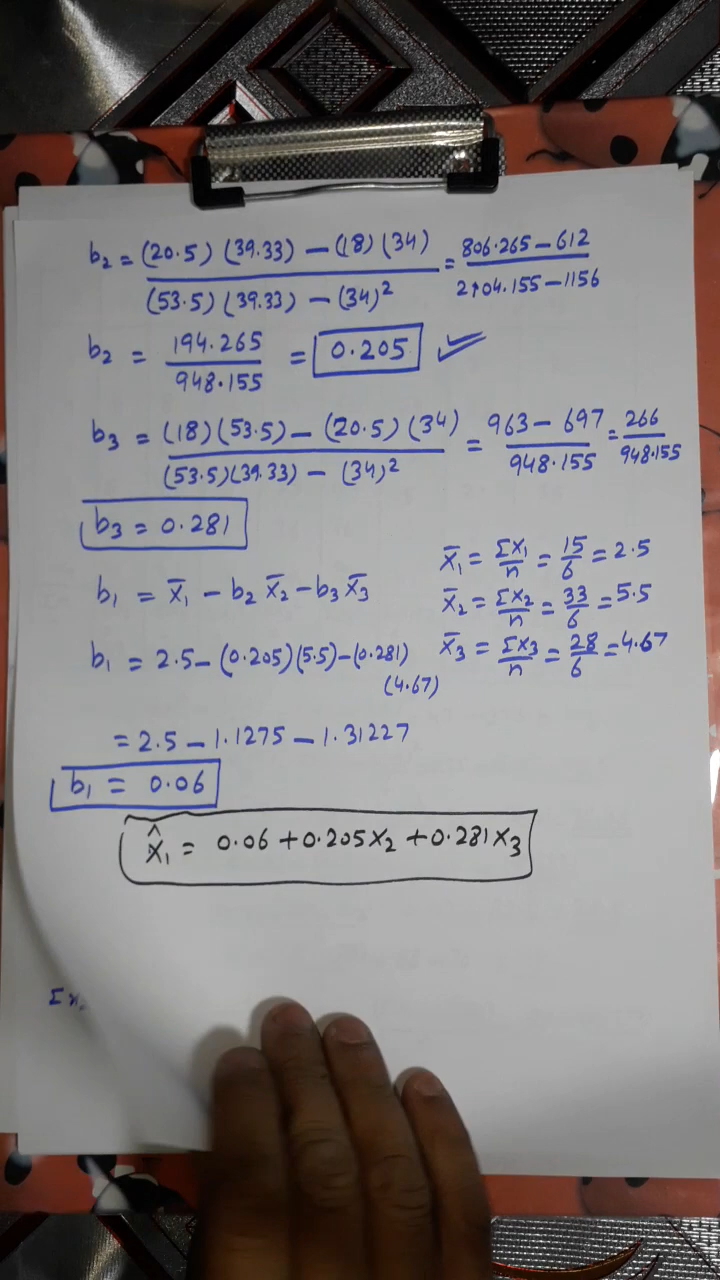 b₂ = (20.5)(39.33) – (18)(34) / (53.5)(39.33) – (34)² = 806.265 – 612 / 2104.155 – 1156
b₂ = 194.265 / 948.155 = 0.205
b₃ = (18)(53.5) – (20.5)(34) / (53.5)(39.33) – (34)² = 963 – 697 / 948.155 = 266 / 948.155
b₃ = 0.281
X̄₁ = ΣX₁/n = 15/6 = 2.5
b₁ = X̄₁ – b₂ X̄₂ – b₃ X̄₃
X̄₂ = ΣX₂/n = 33/6 = 5.5
b₁ = 2.5 – (0.205)(5.5) – (0.281)(4.67)
X̄₃ = ΣX₃/n = 28/6 = 4.67
= 2.5 – 1.1275 – 1.31227
b₁ = 0.06
X̂₁ = 0.06 + 0.205X₂ + 0.281X₃